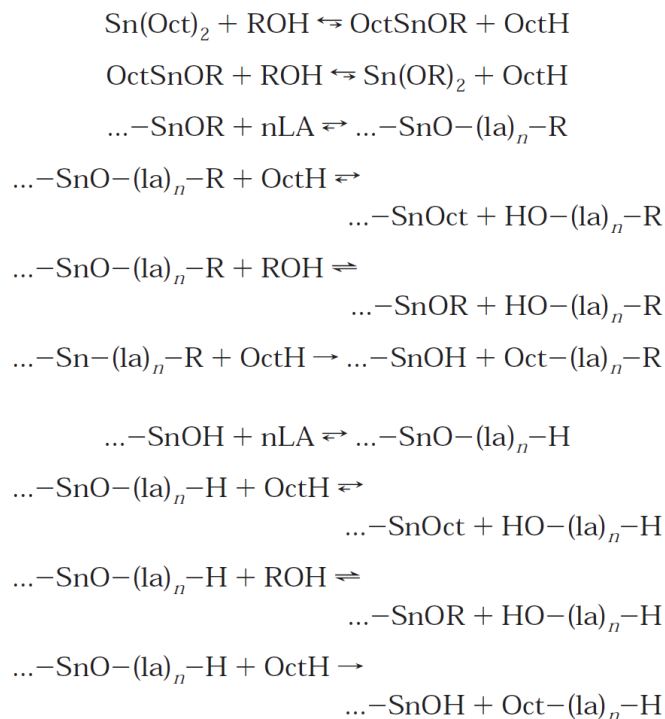 Sn(Oct)₂ + ROH ⇆ OctSnOR + OctH
OctSnOR + ROH ⇆ Sn(OR)₂ + OctH
...−SnOR + nLA ⇄ ...−SnO−(la)ₙ−R
...−SnO−(la)ₙ−R + OctH ⇄
...−SnOct + HO−(la)ₙ−R
...−SnO−(la)ₙ−R + ROH ⇌
...−SnOR + HO−(la)ₙ−R
...−Sn−(la)ₙ−R + OctH → ...−SnOH + Oct−(la)ₙ−R
...−SnOH + nLA ⇄ ...−SnO−(la)ₙ−H
...−SnO−(la)ₙ−H + OctH ⇄
...−SnOct + HO−(la)ₙ−H
...−SnO−(la)ₙ−H + ROH ⇌
...−SnOR + HO−(la)ₙ−H
...−SnO−(la)ₙ−H + OctH →
...−SnOH + Oct−(la)ₙ−H